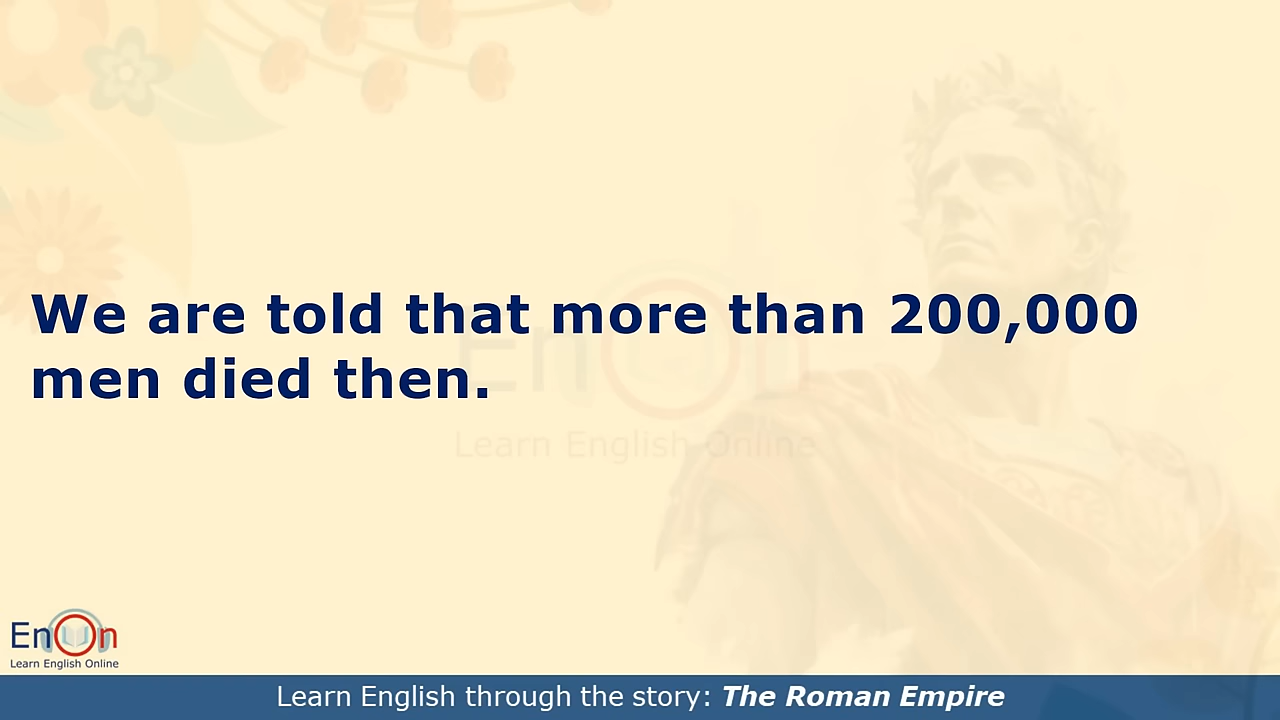 We are told that more than 200,000
men died then.
EnOn
Learn English Online
EnOn
Learn English Online
Learn English through the story: The Roman Empire